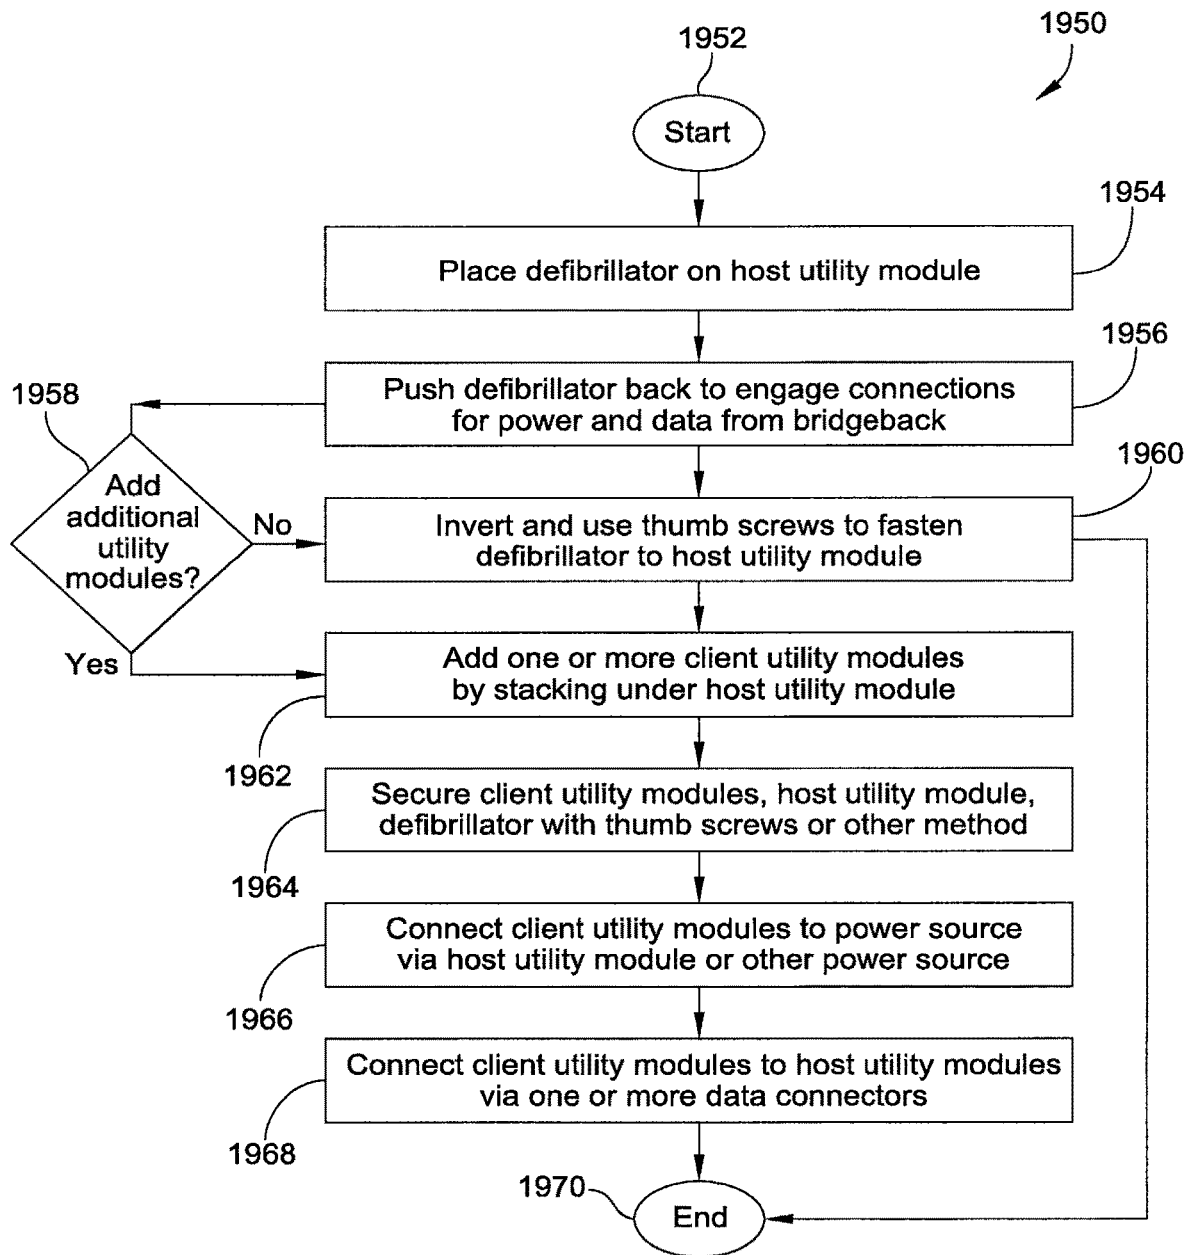 1950
1952
Start
1954
Place defibrillator on host utility module
1956
Push defibrillator back to engage connections
for power and data from bridgeback
1958
Add
additional
utility
modules?
No
Yes
1960
Invert and use thumb screws to fasten
defibrillator to host utility module
Add one or more client utility modules
by stacking under host utility module
1962
Secure client utility modules, host utility module,
defibrillator with thumb screws or other method
1964
Connect client utility modules to power source
via host utility module or other power source
1966
Connect client utility modules to host utility modules
via one or more data connectors
1968
1970
End